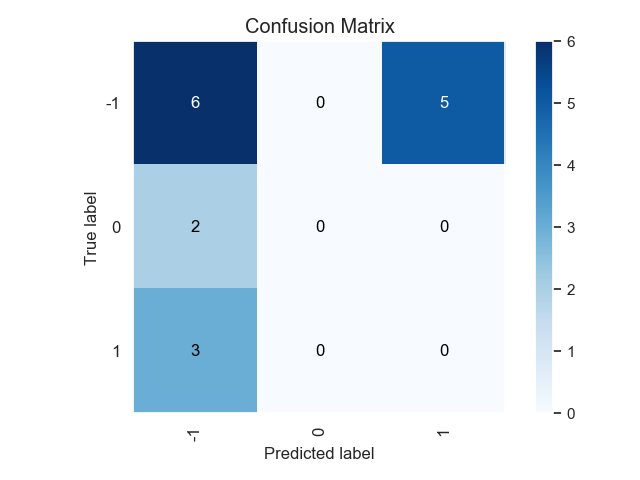 Confusion Matrix
-1 6 0 5
0 2 0 0
1 3 0 0
True label
-1 0 1
Predicted label
6
5
4
3
2
1
0